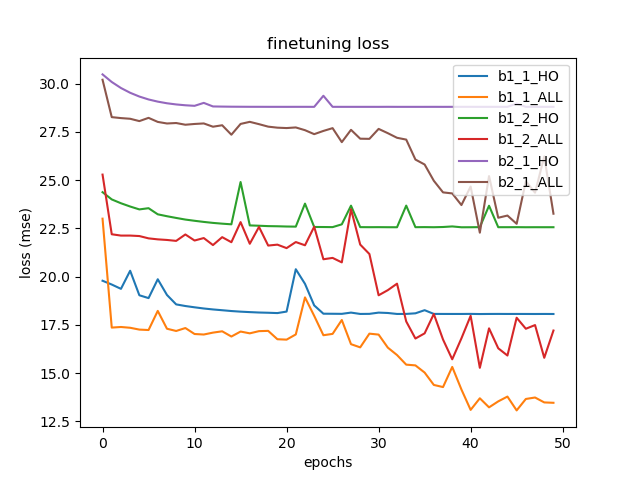 finetuning loss
loss (mse)
30.0
27.5
25.0
22.5
20.0
17.5
15.0
12.5
b1_1_HO
b1_1_ALL
b1_2_HO
b1_2_ALL
b2_1_HO
b2_1_ALL
0
10
20
30
40
50
epochs